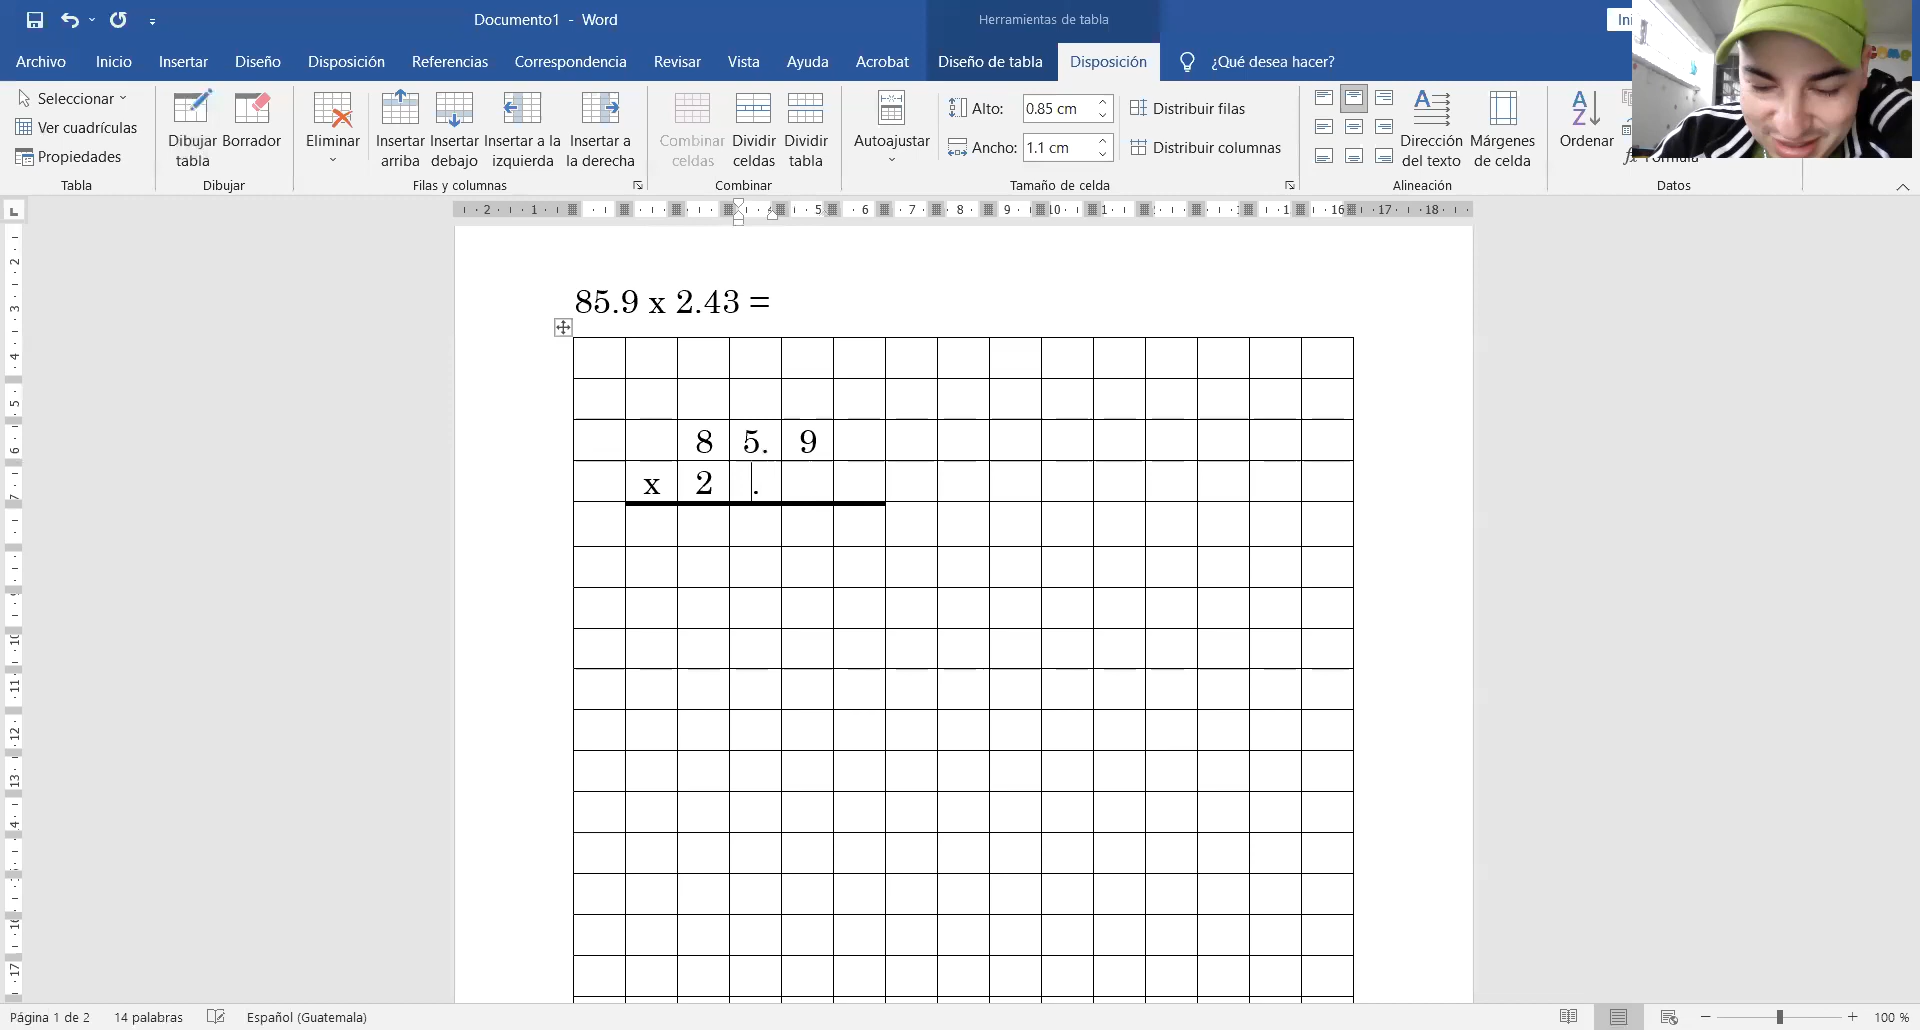 Documento1 - Word
Herramientas de tabla
Ini
Archivo Inicio Insertar Diseño Disposición Referencias Correspondencia Revisar Vista Ayuda Acrobat Diseño de tabla Disposición ¿Qué desea hacer?
Seleccionar
Ver cuadrículas
Propiedades
Tabla
Dibujar tabla
Borrador
Dibujar
Eliminar
Insertar arriba
Insertar debajo
Insertar a la izquierda
Insertar a la derecha
Filas y columnas
Combinar celdas
Dividir celdas
Dividir tabla
Combinar
Autoajustar
Alto: 0.85 cm
Ancho: 1.1 cm
Distribuir filas
Distribuir columnas
Tamaño de celda
Dirección del texto
Márgenes de celda
Alineación
Ordenar
Fórmula
Datos
85.9 x 2.43 =
8 5. 9
x 2 .
Página 1 de 2 14 palabras Español (Guatemala) 100 %